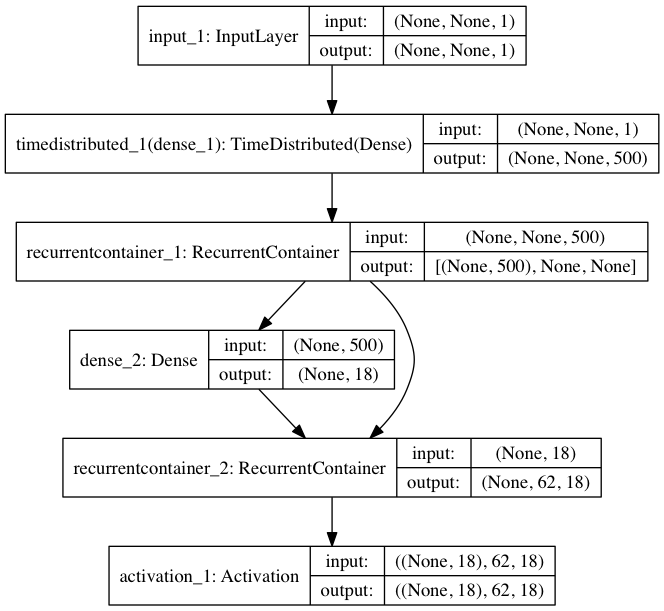 input_1: InputLayer
input: (None, None, 1)
output: (None, None, 1)
timedistributed_1(dense_1): TimeDistributed(Dense)
input: (None, None, 1)
output: (None, None, 500)
recurrentcontainer_1: RecurrentContainer
input: (None, None, 500)
output: [(None, 500), None, None]
dense_2: Dense
input: (None, 500)
output: (None, 18)
recurrentcontainer_2: RecurrentContainer
input: (None, 18)
output: (None, 62, 18)
activation_1: Activation
input: ((None, 18), 62, 18)
output: ((None, 18), 62, 18)